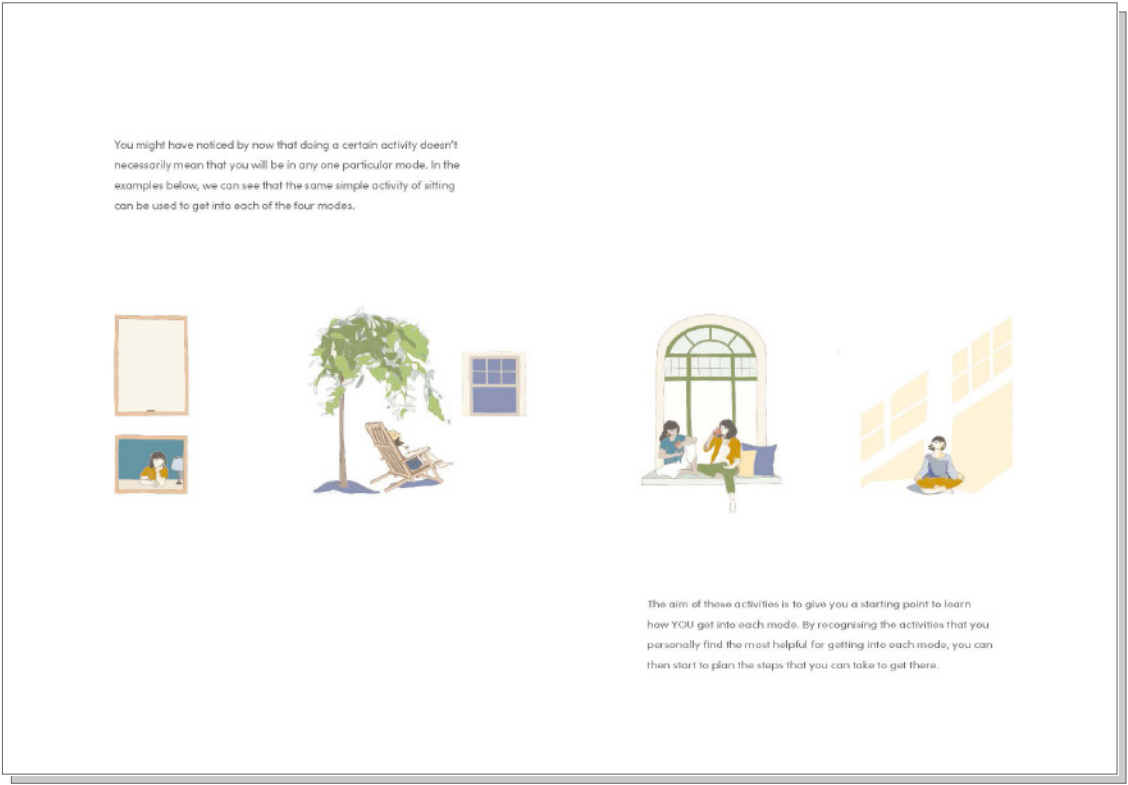 You might have noticed by now that doing a certain activity doesn't
necessarily mean that you will be in any one particular mode. In the
examples below, we can see that the same simple activity of sitting
can be used to get into each of the four modes.
The aim of these activities is to give you a starting point to learn
how YOU get into each mode. By recognising the activities that you
personally find the most helpful for getting into each mode, you can
then start to plan the steps that you can take to get there.